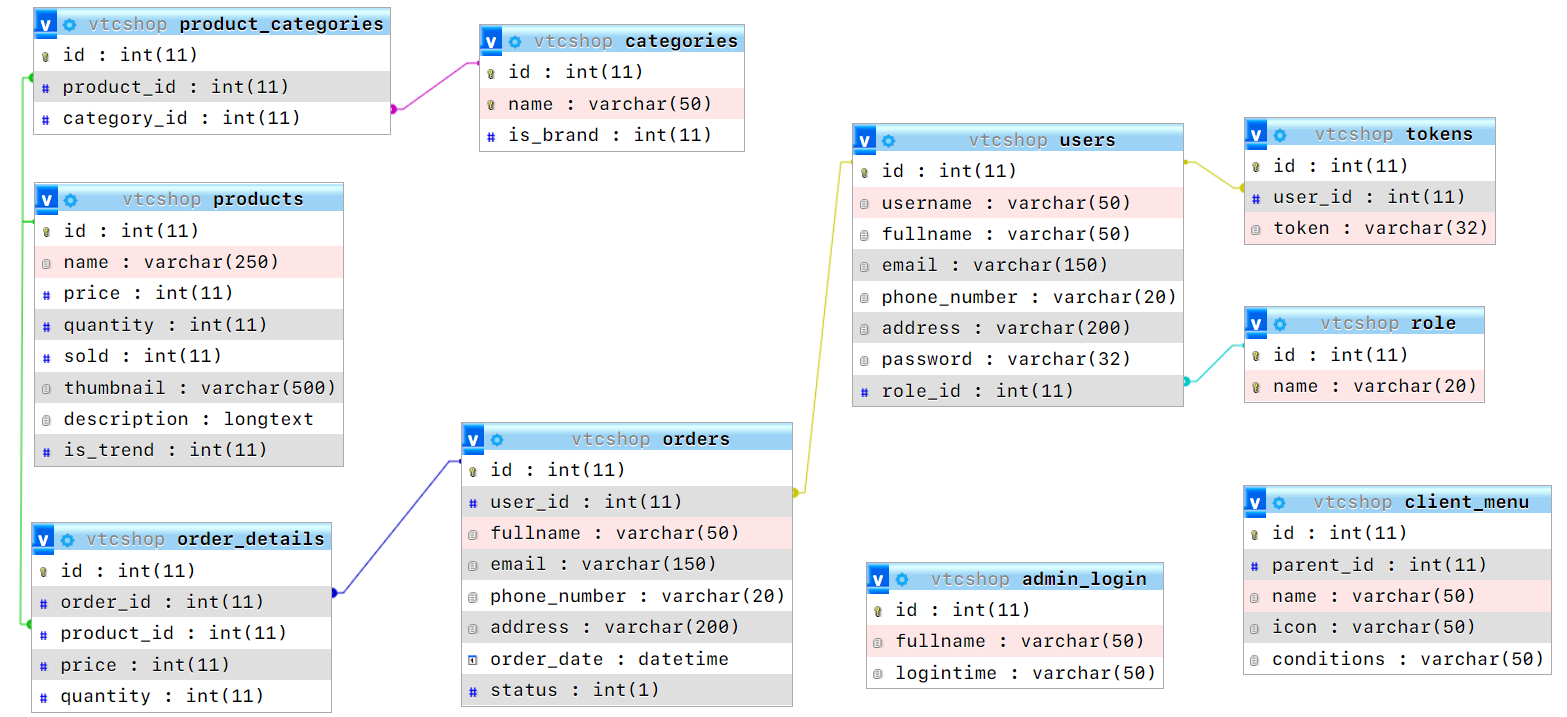 v vtcshop product_categories
id : int(11)
# product_id : int(11)
# category_id : int(11)
v vtcshop categories
id : int(11)
name : varchar(50)
# is_brand : int(11)
v vtcshop products
id : int(11)
name : varchar(250)
# price : int(11)
# quantity : int(11)
# sold : int(11)
thumbnail : varchar(500)
description : longtext
# is_trend : int(11)
v vtcshop order_details
id : int(11)
# order_id : int(11)
# product_id : int(11)
# price : int(11)
# quantity : int(11)
v vtcshop orders
id : int(11)
# user_id : int(11)
fullname : varchar(50)
email : varchar(150)
phone_number : varchar(20)
address : varchar(200)
order_date : datetime
# status : int(1)
v vtcshop users
id : int(11)
username : varchar(50)
fullname : varchar(50)
email : varchar(150)
phone_number : varchar(20)
address : varchar(200)
password : varchar(32)
# role_id : int(11)
v vtcshop tokens
id : int(11)
# user_id : int(11)
token : varchar(32)
v vtcshop role
id : int(11)
name : varchar(20)
v vtcshop admin_login
id : int(11)
fullname : varchar(50)
logintime : varchar(50)
v vtcshop client_menu
id : int(11)
# parent_id : int(11)
name : varchar(50)
icon : varchar(50)
conditions : varchar(50)